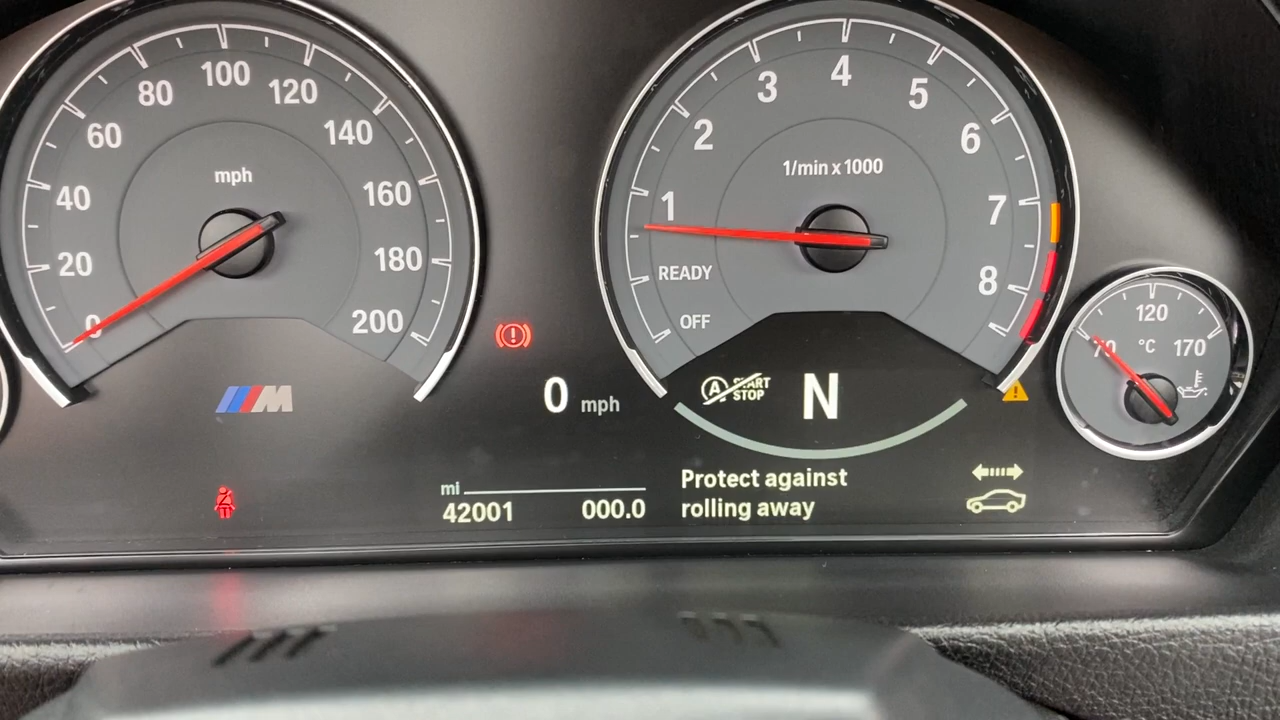 mph
0
20
40
60
80
100
120
140
160
180
200
1/min x 1000
OFF
READY
1
2
3
4
5
6
7
8
70
120
170
°C
M
0 mph
A START
STOP
N
mi
42001 000.0
Protect against
rolling away